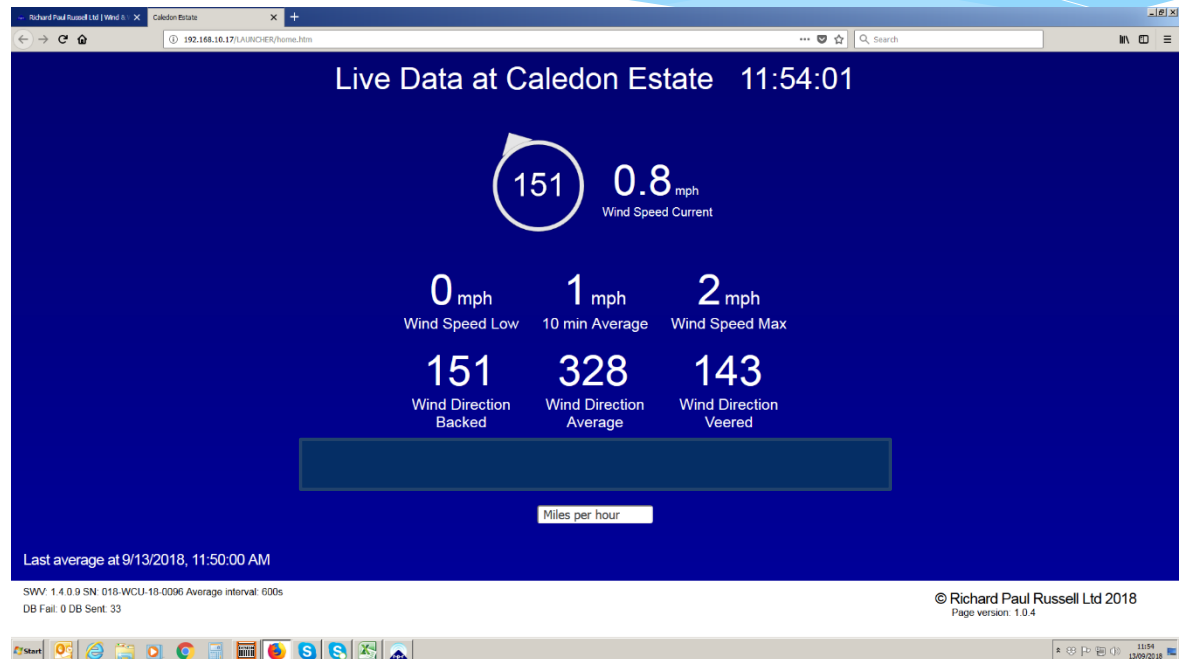 Richard Paul Russell Ltd | Wind &
Caledon Estate
192.168.10.17/LAUNCHER/home.htm
Search
Live Data at Caledon Estate 11:54:01
151
0.8 mph
Wind Speed Current
0 mph 1 mph 2 mph
Wind Speed Low 10 min Average Wind Speed Max
151 328 143
Wind Direction Wind Direction Wind Direction
Backed Average Veered
Miles per hour
Last average at 9/13/2018, 11:50:00 AM
SWV: 1.4.0.9 SN: 018-WCU-18-0096 Average interval: 600s
DB Fail: 0 DB Sent: 33
© Richard Paul Russell Ltd 2018
Page version: 1.0.4
Start
11:54
13/09/2018